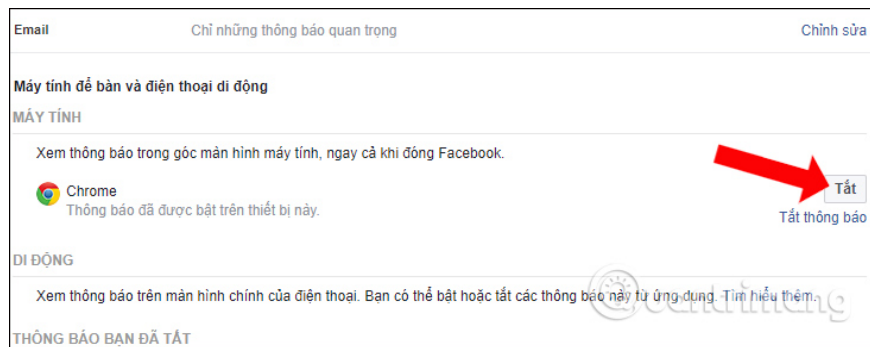 Email Chỉ những thông báo quan trọng Chỉnh sửa
Máy tính để bàn và điện thoại di động
MÁY TÍNH
Xem thông báo trong góc màn hình máy tính, ngay cả khi đóng Facebook.
Chrome Tắt
Thông báo đã được bật trên thiết bị này. Tắt thông báo
DI ĐỘNG
Xem thông báo trên màn hình chính của điện thoại. Bạn có thể bật hoặc tắt các thông báo này từ ứng dụng. Tìm hiểu thêm.
quantrimang
THÔNG BÁO BẠN ĐÃ TẮT